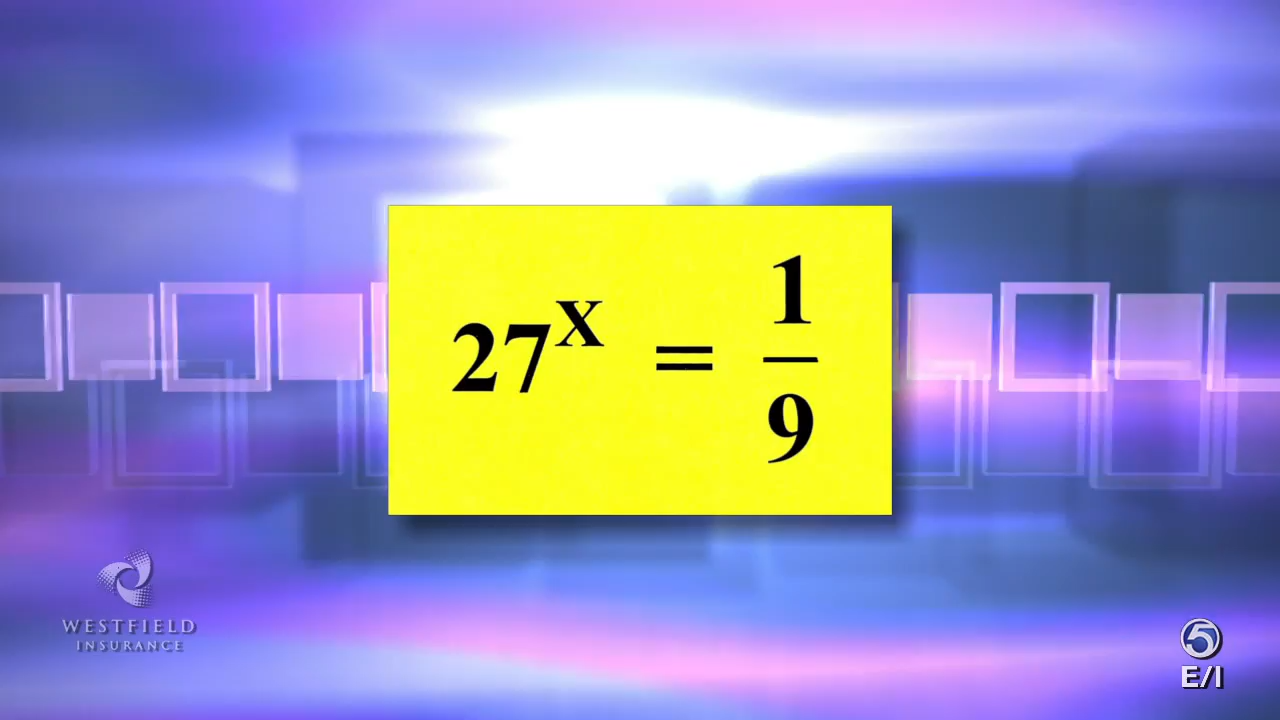 27^X = 1/9
WESTFIELD
INSURANCE
5
E/I